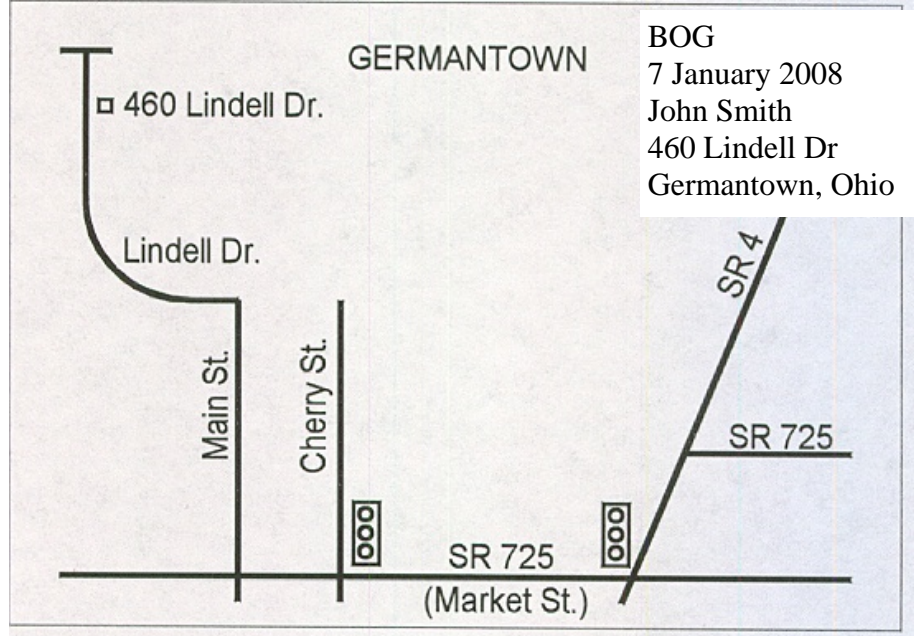 GERMANTOWN
BOG
7 January 2008
John Smith
460 Lindell Dr
Germantown, Ohio
460 Lindell Dr.
Lindell Dr.
SR 4
Main St.
Cherry St.
SR 725
SR 725
(Market St.)